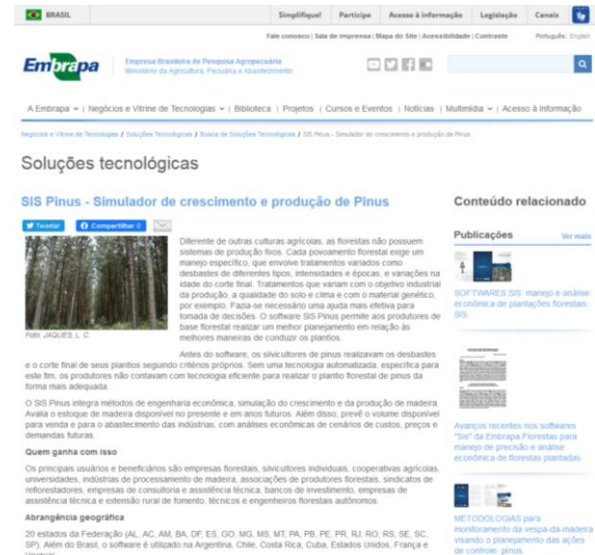 BRASIL
Simplifique!
Participe
Acesso à informação
Legislação
Canais
Fale conosco | Sala de imprensa | Mapa do Site | Acessibilidade | Contraste
Português | English
Embrapa
Empresa Brasileira de Pesquisa Agropecuária
Ministério da Agricultura, Pecuária e Abastecimento
A Embrapa | Negócios e Vitrine de Tecnologias | Biblioteca | Projetos | Cursos e Eventos | Notícias | Multimídia | Acesso à Informação
Negócios e Vitrine de Tecnologias / Soluções Tecnológicas / Busca de Soluções Tecnológicas / SIS Pinus - Simulador de crescimento e produção de Pinus
Soluções tecnológicas
SIS Pinus - Simulador de crescimento e produção de Pinus
Tweetar
Compartilhar 0
Foto: JAQUES, L. C.
Diferente de outras culturas agrícolas, as florestas não possuem
sistemas de produção fixos. Cada povoamento florestal exige um
manejo específico, que envolve tratamentos variados como
desbastes de diferentes tipos, intensidades e épocas, e variações na
idade do corte final. Tratamentos que variam com o objetivo industrial
da produção, a qualidade do solo e clima e com o material genético,
por exemplo. Fazia-se necessário uma ajuda mais efetiva para
tomada de decisões. O software SIS Pinus permite aos produtores de
base florestal realizar um melhor planejamento em relação às
melhores maneiras de conduzir os plantios.
Antes do software, os silvicultores de pinus realizavam os desbastes
e o corte final de seus plantios seguindo critérios próprios. Sem uma tecnologia automatizada, específica para
este fim, os produtores não contavam com tecnologia eficiente para realizar o plantio florestal de pinus da
forma mais adequada.
O SIS Pinus integra métodos de engenharia econômica, simulação do crescimento e da produção de madeira.
Avalia o estoque de madeira disponível no presente e em anos futuros. Além disso, prevê o volume disponível
para venda e para o abastecimento das indústrias, com análises econômicas de cenários de custos, preços e
demandas futuras.
Quem ganha com isso
Os principais usuários e beneficiários são empresas florestais, silvicultores individuais, cooperativas agrícolas,
universidades, indústrias de processamento de madeira, associações de produtores florestais, sindicatos de
reflorestadores, empresas de consultoria e assistência técnica, bancos de investimento, empresas de
assistência técnica e extensão rural de fomento, técnicos e engenheiros florestais autônomos.
Abrangência geográfica
20 estados da Federação (AL, AC, AM, BA, DF, ES, GO, MG, MS, MT, PA, PB, PE, PR, RJ, RO, RS, SE, SC,
SP). Além do Brasil, o software é utilizado na Argentina, Chile, Costa Rica, Cuba, Estados Unidos, França e
Conteúdo relacionado
Publicações
Ver mais
SOFTWARES SIS: manejo e análise
econômica de plantações florestais:
SIS.
Avanços recentes nos softwares
"Sis" da Embrapa Florestas para
manejo de precisão e análise
econômica de florestas plantadas.
METODOLOGIAS para
monitoramento da vespa-da-madeira
visando o planejamento das ações
de controle: pinus.